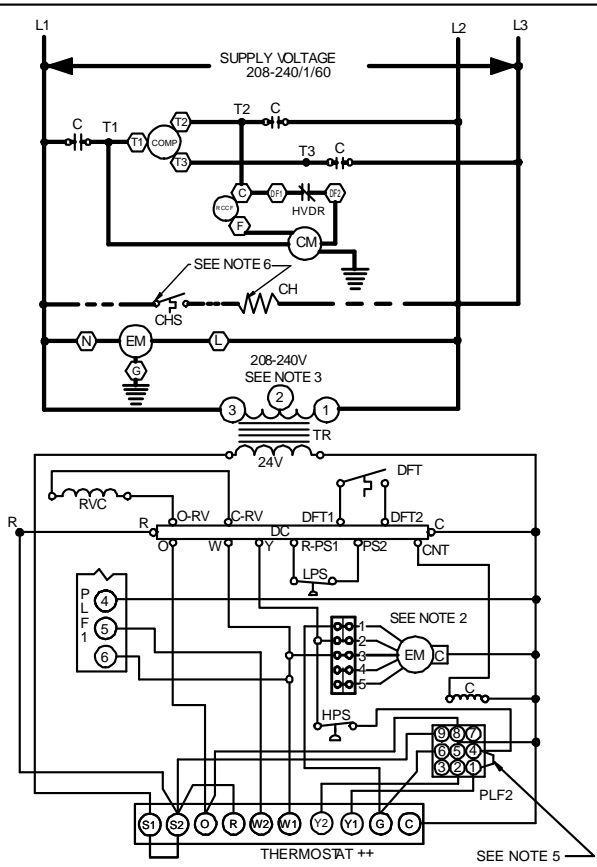 L1 L2 L3
SUPPLY VOLTAGE
208-240/1/60
T2 C
C T1 T1 COMP T2
T3 T3 C
C DF1 DF2
RCCF HVDR
F
CM
SEE NOTE 6
CH
CHS
N EM L
G
208-240V
SEE NOTE 3
3 2 1
TR
24V
DFT
RVC
R O-RV C-RV DFT1 DFT2 C
R DC
O W Y R-PS1 PS2 CNT
LPS
PLF1
4
5
6
SEE NOTE 2
1
2
3 EM C
4
5
C
HPS
9 8 7
6 5 4
3 2 1
PLF2
S1 S2 O R W2 W1 Y2 Y1 G C
THERMOSTAT ++
SEE NOTE 5